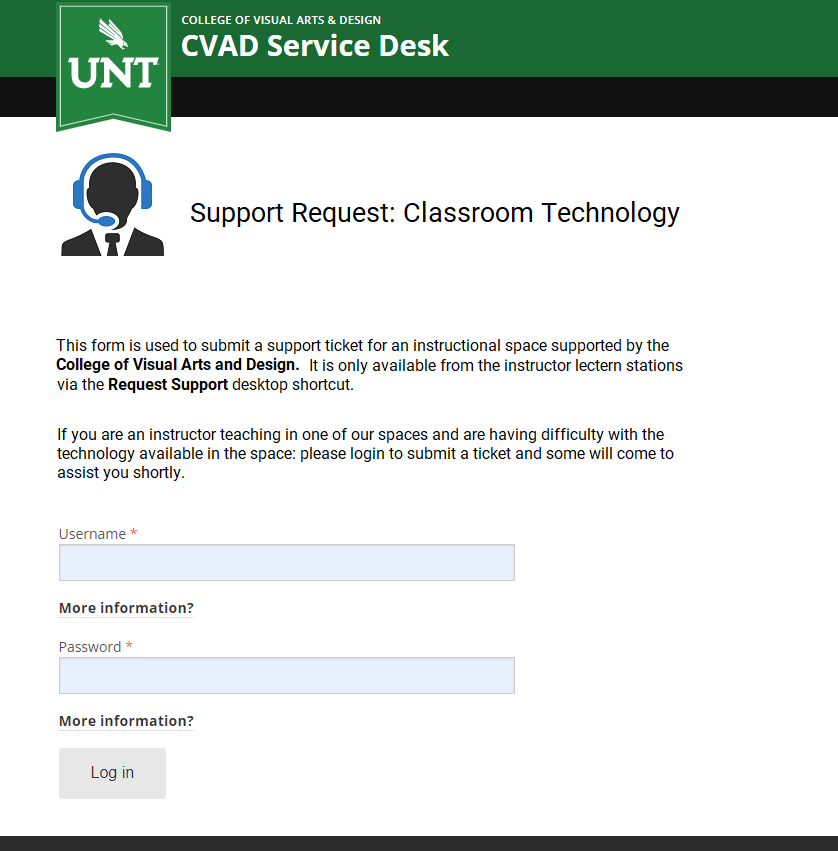 COLLEGE OF VISUAL ARTS & DESIGN
CVAD Service Desk
UNT
Support Request: Classroom Technology
This form is used to submit a support ticket for an instructional space supported by the
College of Visual Arts and Design. It is only available from the instructor lectern stations
via the Request Support desktop shortcut.
If you are an instructor teaching in one of our spaces and are having difficulty with the
technology available in the space: please login to submit a ticket and some will come to
assist you shortly.
Username *
More information?
Password *
More information?
Log in